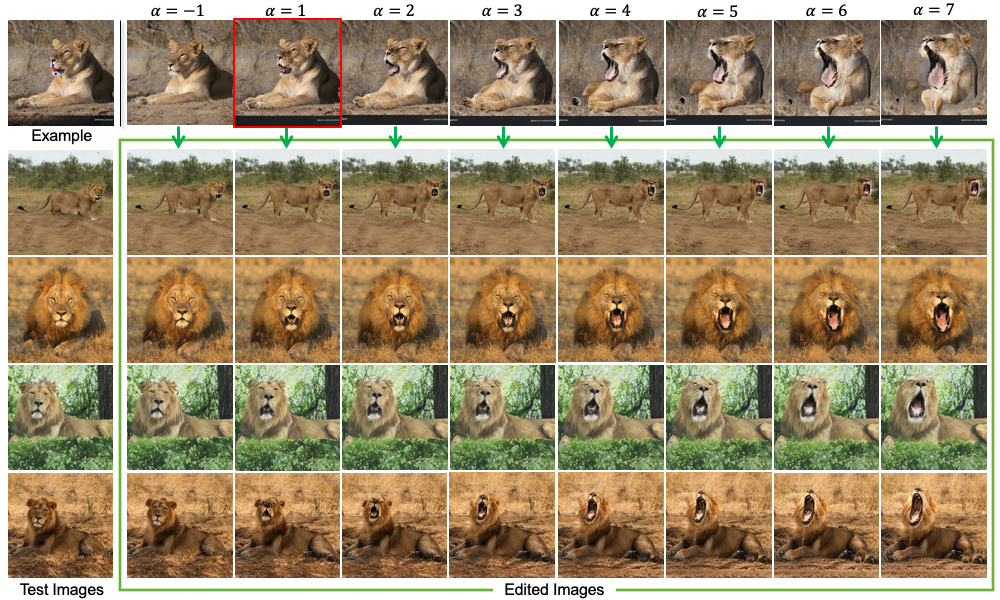 α = −1
α = 1
α = 2
α = 3
α = 4
α = 5
α = 6
α = 7
Example
Test Images
Edited Images